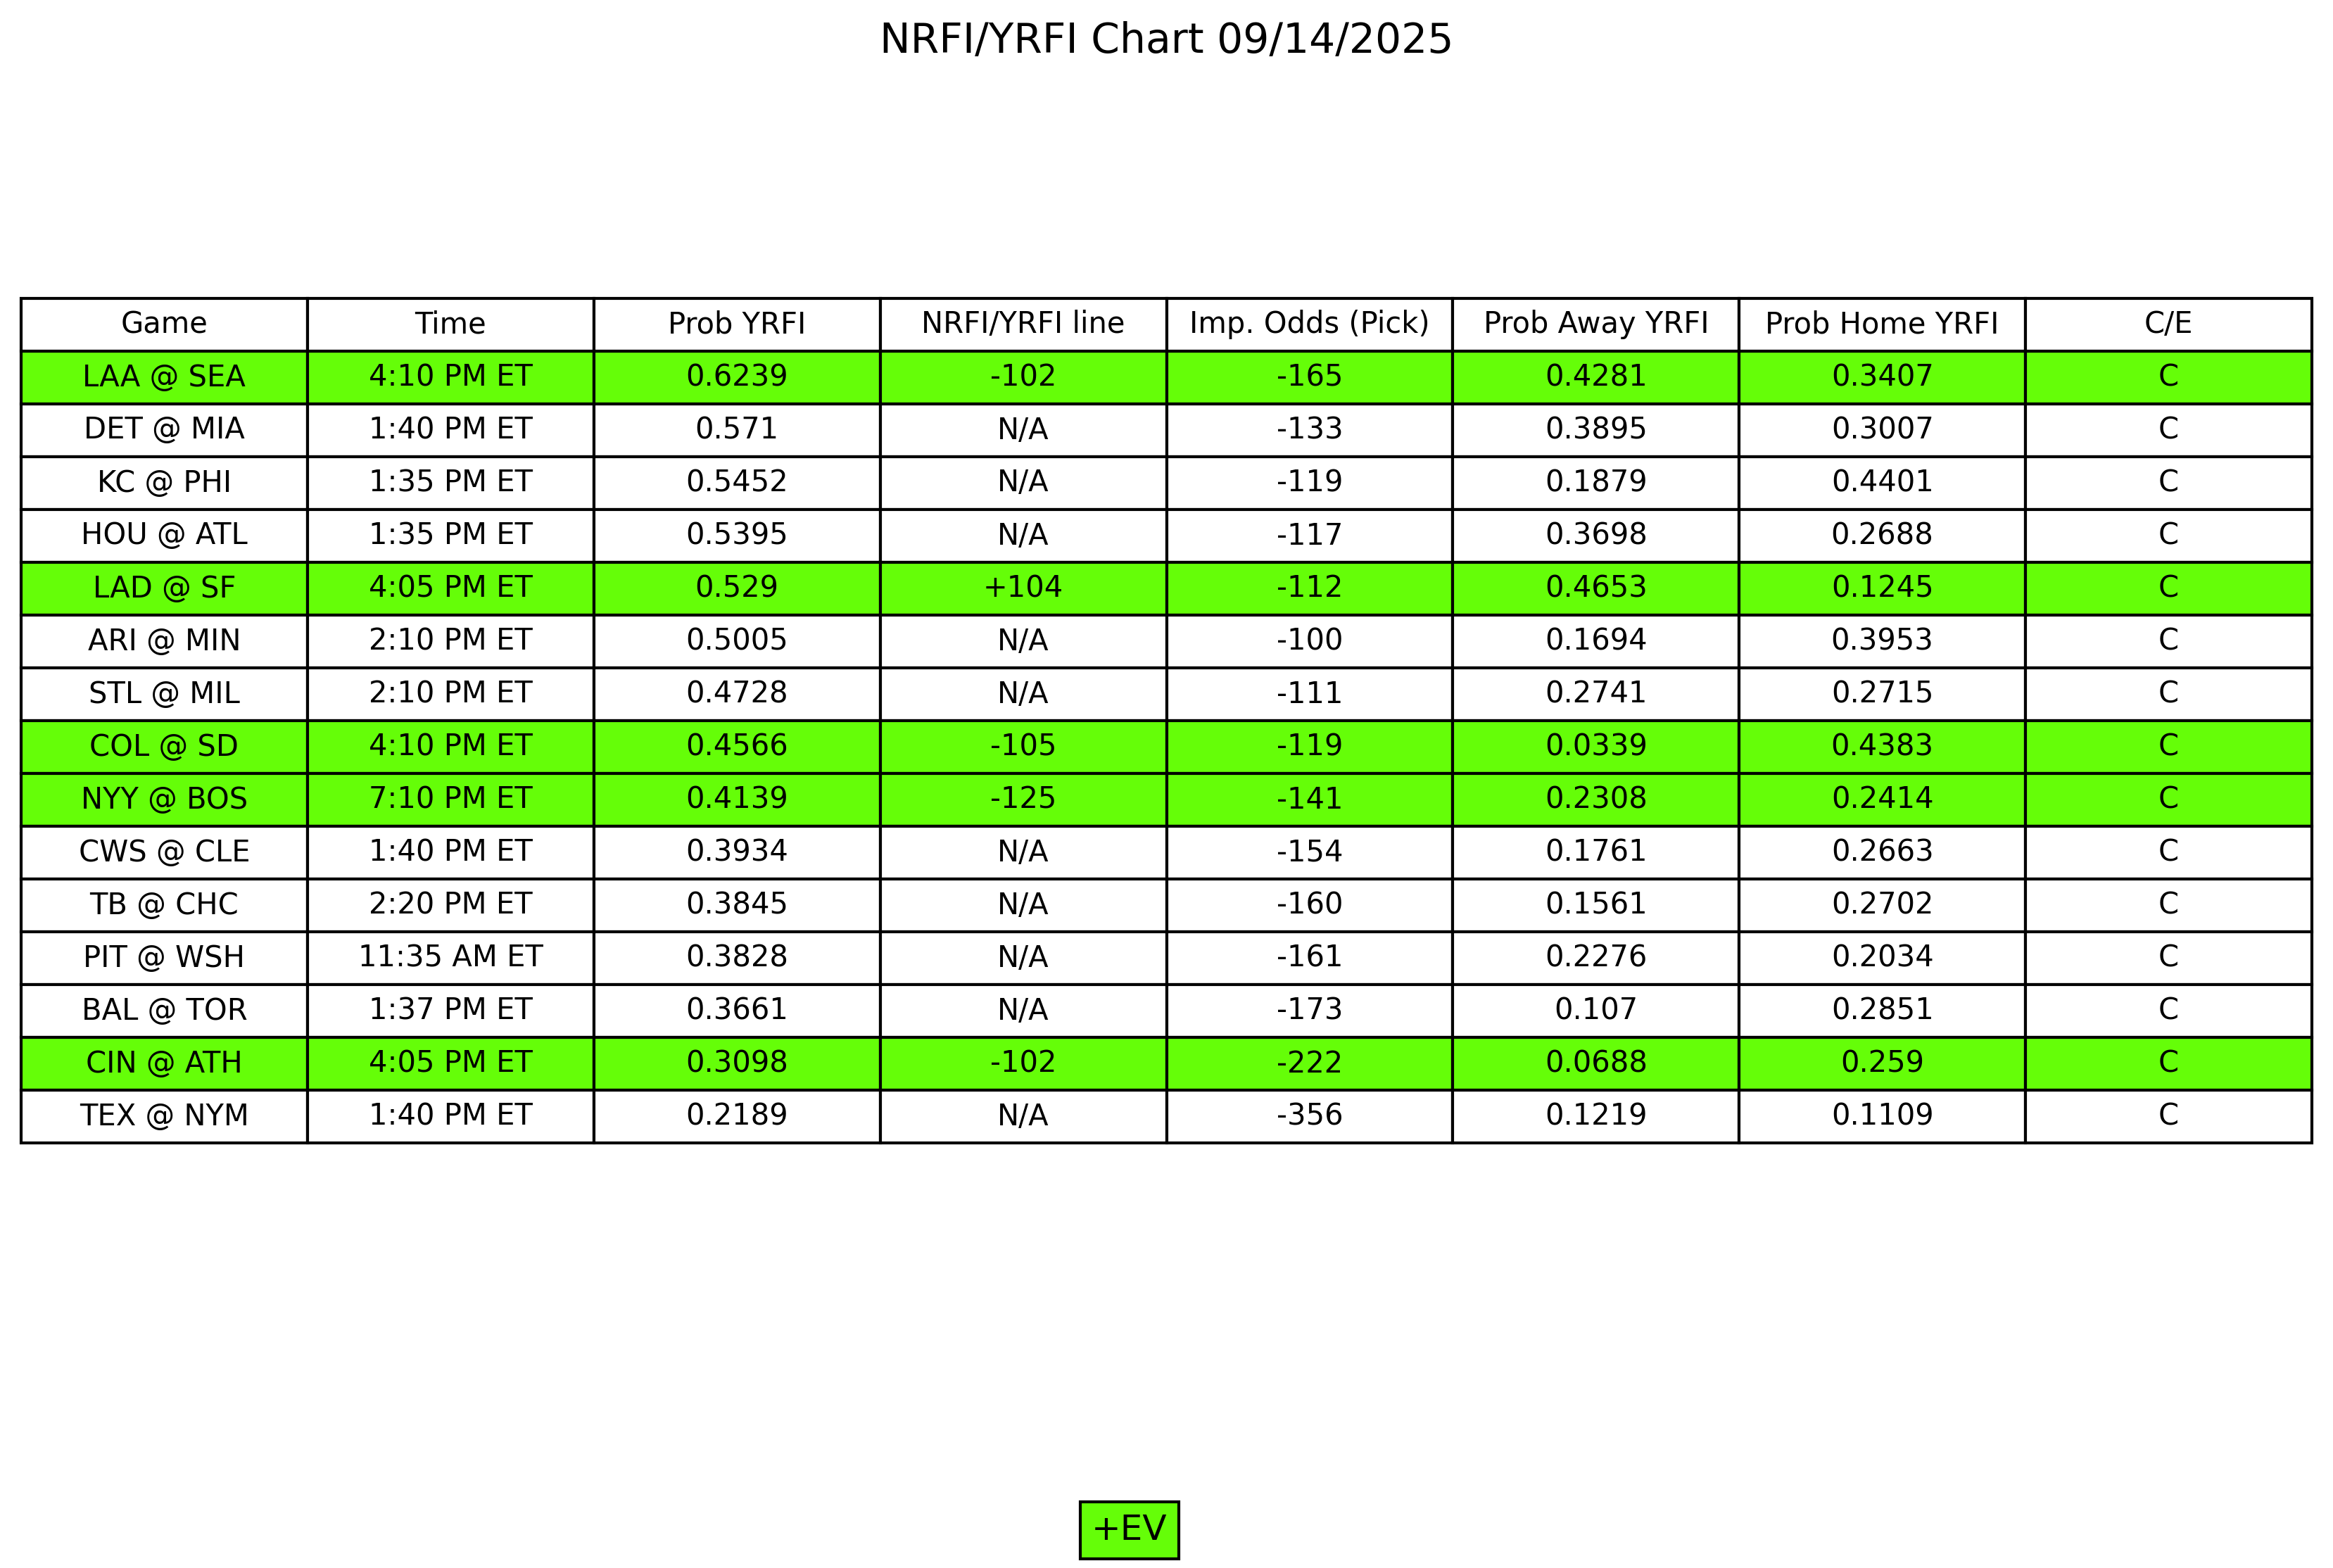 NRFI/YRFI Chart 09/14/2025
Game Time Prob YRFI NRFI/YRFI line Imp. Odds (Pick) Prob Away YRFI Prob Home YRFI C/E
LAA @ SEA 4:10 PM ET 0.6239 -102 -165 0.4281 0.3407 C
DET @ MIA 1:40 PM ET 0.571 N/A -133 0.3895 0.3007 C
KC @ PHI 1:35 PM ET 0.5452 N/A -119 0.1879 0.4401 C
HOU @ ATL 1:35 PM ET 0.5395 N/A -117 0.3698 0.2688 C
LAD @ SF 4:05 PM ET 0.529 +104 -112 0.4653 0.1245 C
ARI @ MIN 2:10 PM ET 0.5005 N/A -100 0.1694 0.3953 C
STL @ MIL 2:10 PM ET 0.4728 N/A -111 0.2741 0.2715 C
COL @ SD 4:10 PM ET 0.4566 -105 -119 0.0339 0.4383 C
NYY @ BOS 7:10 PM ET 0.4139 -125 -141 0.2308 0.2414 C
CWS @ CLE 1:40 PM ET 0.3934 N/A -154 0.1761 0.2663 C
TB @ CHC 2:20 PM ET 0.3845 N/A -160 0.1561 0.2702 C
PIT @ WSH 11:35 AM ET 0.3828 N/A -161 0.2276 0.2034 C
BAL @ TOR 1:37 PM ET 0.3661 N/A -173 0.107 0.2851 C
CIN @ ATH 4:05 PM ET 0.3098 -102 -222 0.0688 0.259 C
TEX @ NYM 1:40 PM ET 0.2189 N/A -356 0.1219 0.1109 C
+EV